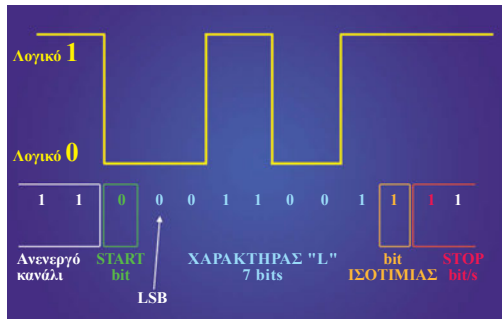 Λογικό 1
Λογικό 0
1 1 0 0 0 1 1 0 0 1 1 1 1
Ανενεργό START ΧΑΡΑΚΤΗΡΑΣ "L" bit STOP
κανάλι bit 7 bits ΙΣΟΤΙΜΙΑΣ bit/s
LSB